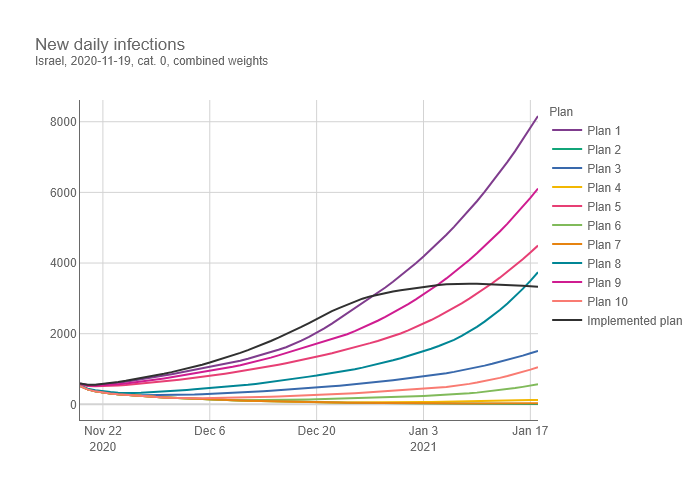 New daily infections
Israel, 2020-11-19, cat. 0, combined weights
Plan
Plan 1
Plan 2
Plan 3
Plan 4
Plan 5
Plan 6
Plan 7
Plan 8
Plan 9
Plan 10
Implemented plan
8000
6000
4000
2000
0
Nov 22 Dec 6 Dec 20 Jan 3 Jan 17
2020 2021